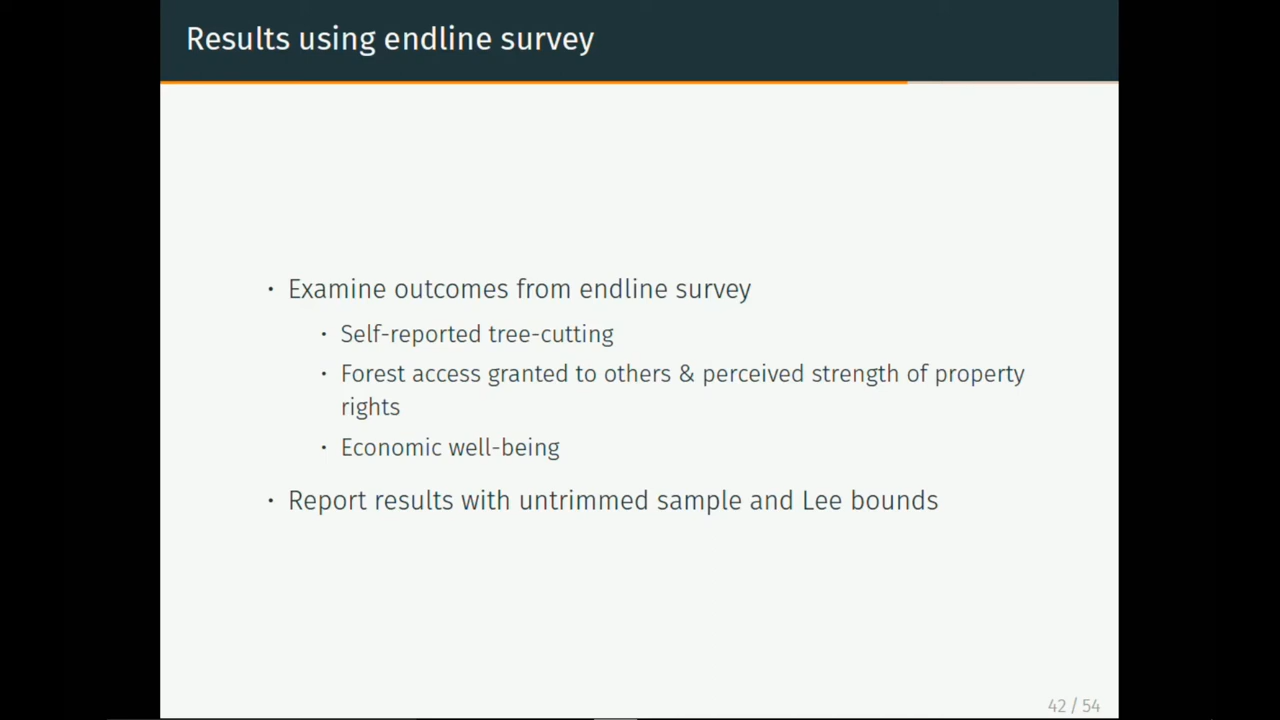 Results using endline survey
• Examine outcomes from endline survey
• Self-reported tree-cutting
• Forest access granted to others & perceived strength of property
rights
• Economic well-being
• Report results with untrimmed sample and Lee bounds
42 / 54